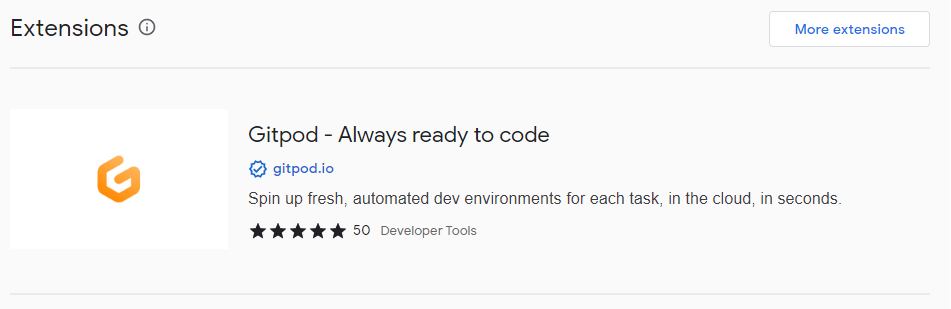 Extensions
More extensions
Gitpod - Always ready to code
gitpod.io
Spin up fresh, automated dev environments for each task, in the cloud, in seconds.
50 Developer Tools